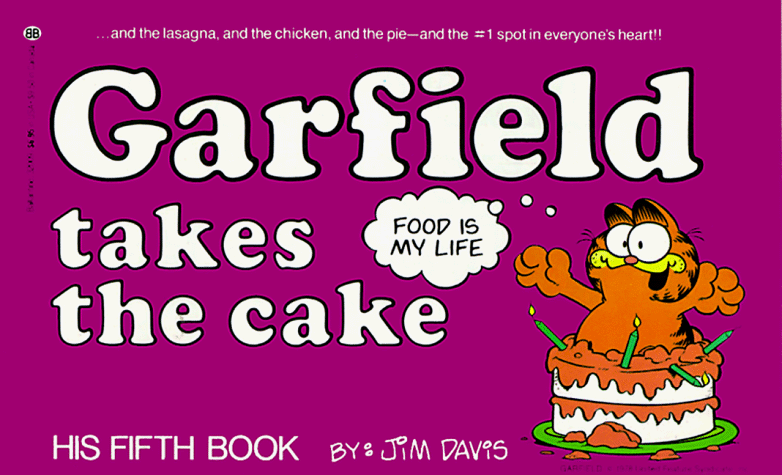 BB
...and the lasagna, and the chicken, and the pie—and the #1 spot in everyone's heart!!
Garfield
takes
the cake
FOOD IS
MY LIFE
HIS FIFTH BOOK BY: JIM DAVIS